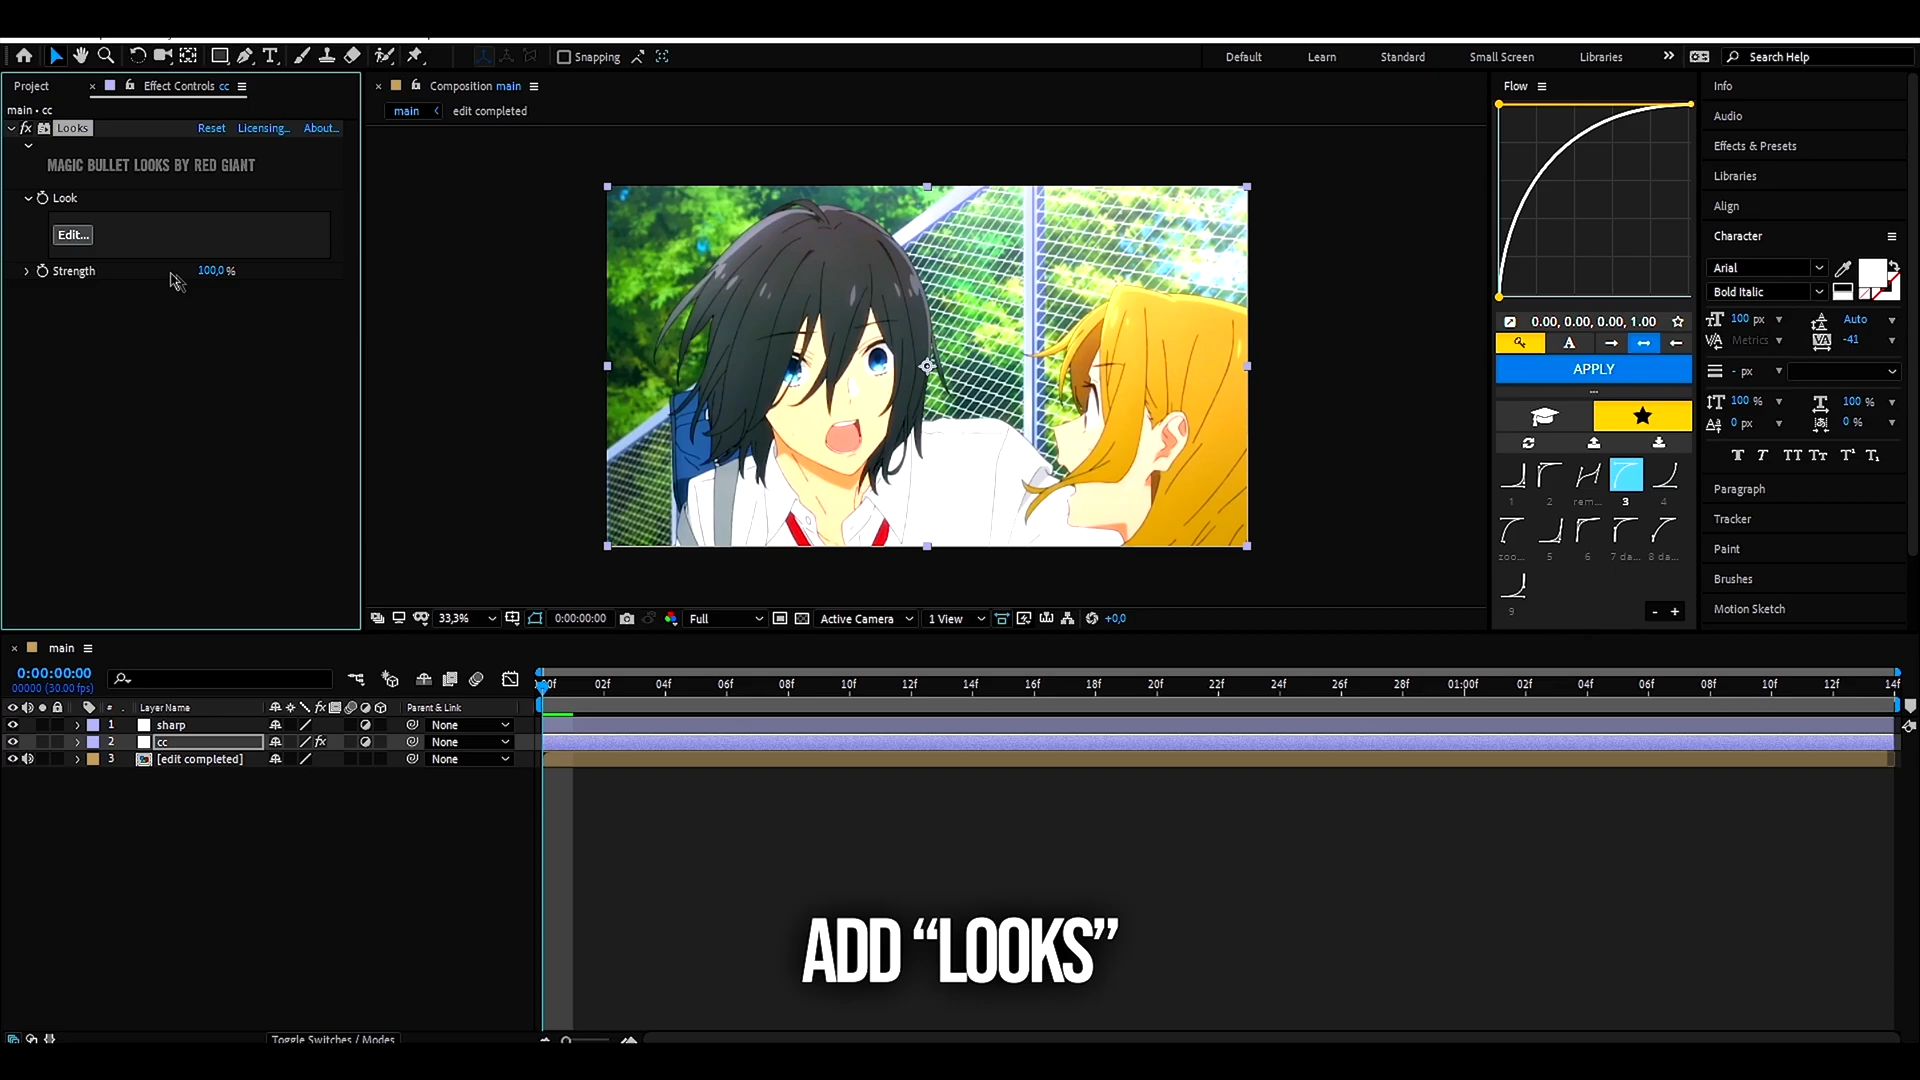 Snapping
Default
Learn
Standard
Small Screen
Libraries
Search Help
Project
Effect Controls cc
main • cc
fx Looks
Reset
Licensing...
About...
MAGIC BULLET LOOKS BY RED GIANT
Look
Edit...
Strength
100,0 %
Composition main
main
edit completed
33,3%
0:00:00:00
Full
Active Camera
1 View
+0,0
Flow
0.00, 0.00, 0.00, 1.00
A
APPLY
1
2
rem...
3
4
zoo...
5
6
7 da...
8 da...
9
- +
Info
Audio
Effects & Presets
Libraries
Align
Character
Arial
Bold Italic
100 px
Auto
Metrics
-41
- px
100 %
100 %
0 px
0 %
Paragraph
Tracker
Paint
Brushes
Motion Sketch
main
0:00:00:00
00000 (30.00 fps)
02f 04f 06f 08f 10f 12f 14f 16f 18f 20f 22f 24f 26f 28f 01:00f 02f 04f 06f 08f 10f 12f 14f
# . Layer Name
Parent & Link
1 sharp None
2 cc None
3 [edit completed] None
ADD “LOOKS”
Toggle Switches / Modes